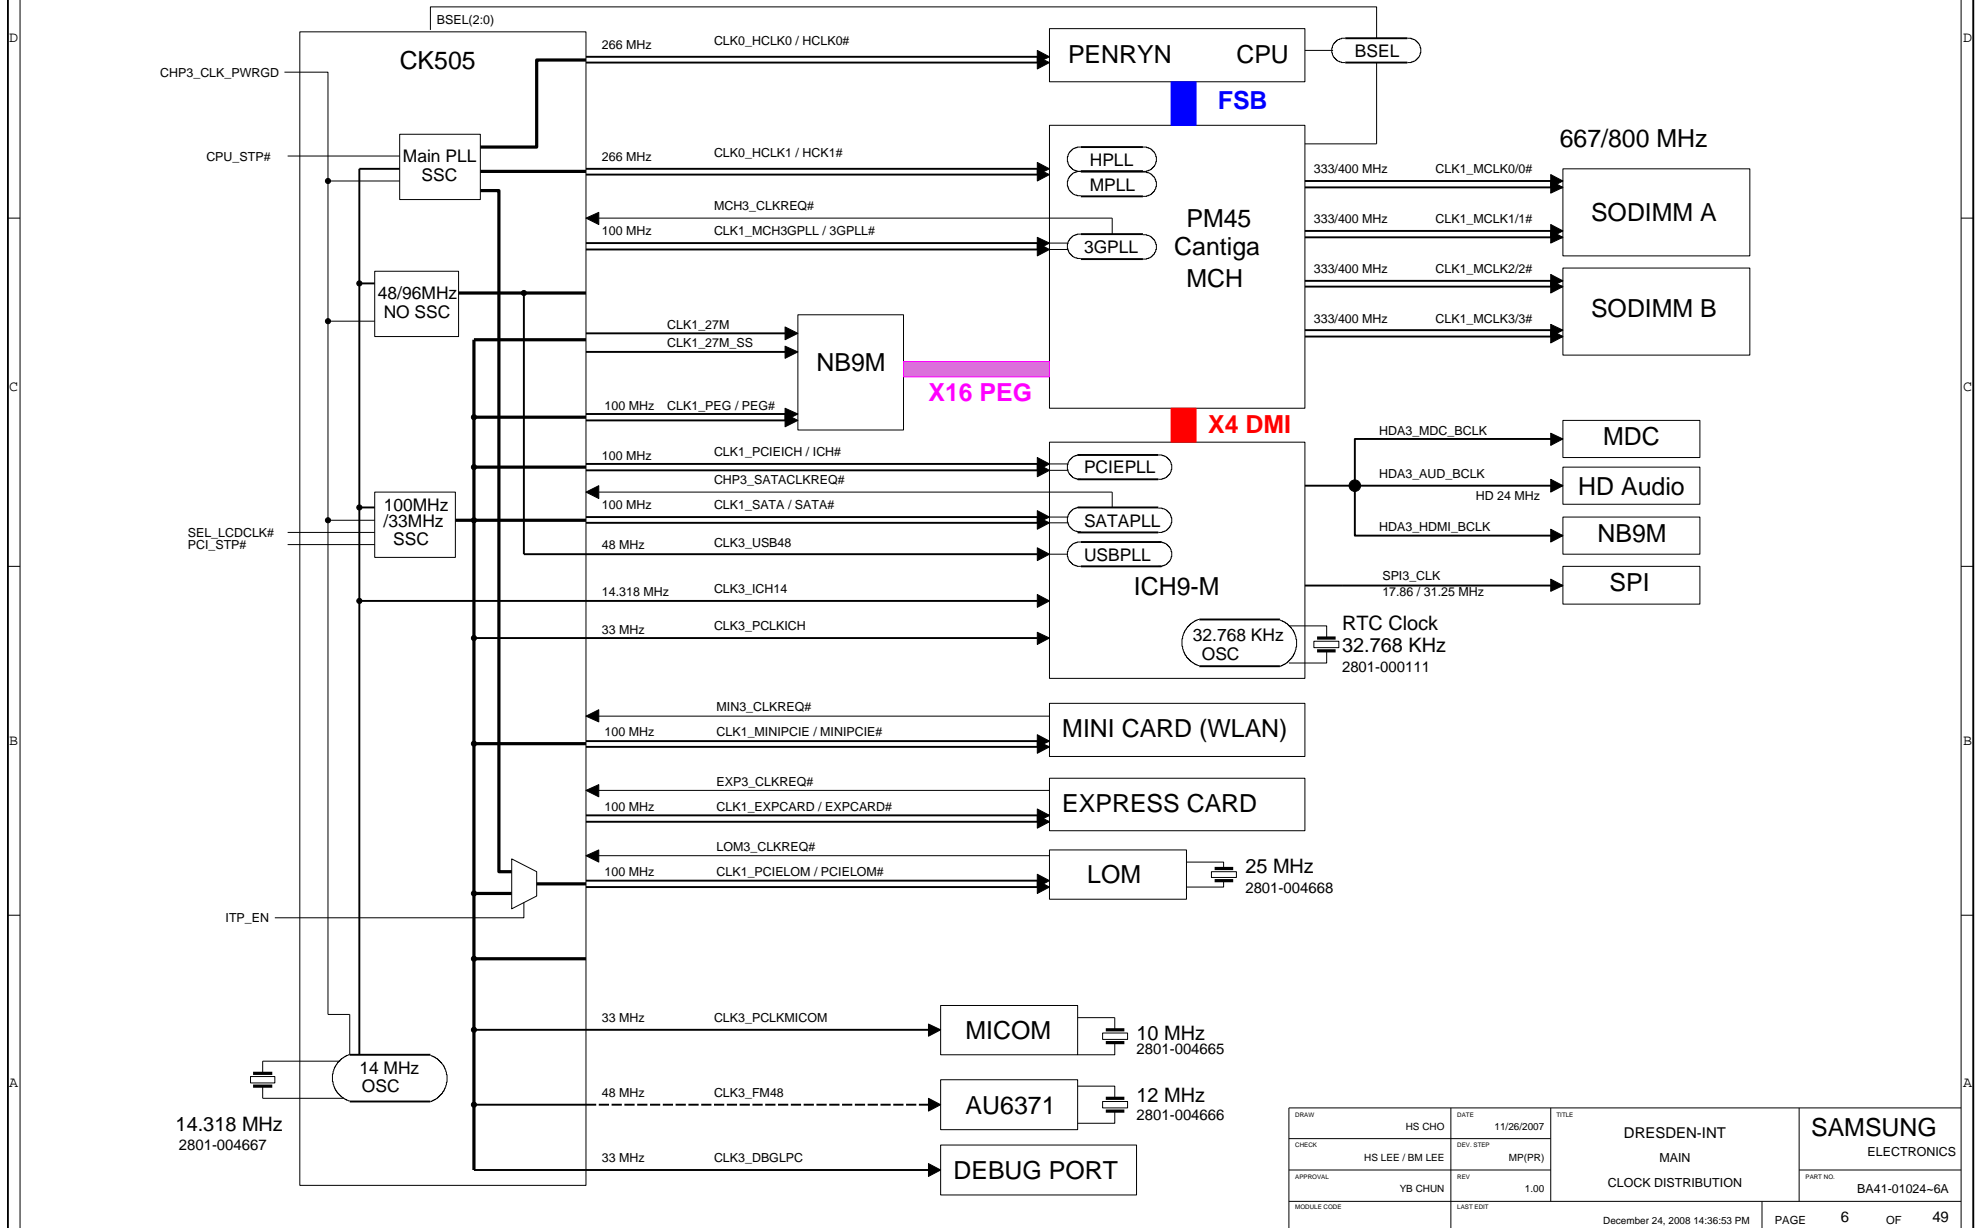 BSEL(2:0)
D
D
CK505
CHP3_CLK_PWRGD
CPU_STP#
Main PLL
SSC
48/96MHz
NO SSC
100MHz
/33MHz
SSC
SEL_LCDCLK#
PCI_STP#
ITP_EN
14 MHz
OSC
14.318 MHz
2801-004667
266 MHz CLK0_HCLK0 / HCLK0#
PENRYN CPU
BSEL
FSB
266 MHz CLK0_HCLK1 / HCK1#
HPLL
MPLL
MCH3_CLKREQ#
100 MHz CLK1_MCH3GPLL / 3GPLL#
3GPLL
PM45
Cantiga
MCH
667/800 MHz
333/400 MHz CLK1_MCLK0/0#
SODIMM A
333/400 MHz CLK1_MCLK1/1#
333/400 MHz CLK1_MCLK2/2#
SODIMM B
333/400 MHz CLK1_MCLK3/3#
CLK1_27M
CLK1_27M_SS
NB9M
100 MHz CLK1_PEG / PEG#
X16 PEG
X4 DMI
C
C
100 MHz CLK1_PCIEICH / ICH#
PCIEPLL
CHP3_SATACLKREQ#
100 MHz CLK1_SATA / SATA#
SATAPLL
48 MHz CLK3_USB48
USBPLL
ICH9-M
14.318 MHz CLK3_ICH14
33 MHz CLK3_PCLKICH
32.768 KHz
OSC
RTC Clock
32.768 KHz
2801-000111
HDA3_MDC_BCLK
MDC
HDA3_AUD_BCLK
HD 24 MHz
HD Audio
HDA3_HDMI_BCLK
NB9M
SPI3_CLK
17.86 / 31.25 MHz
SPI
MIN3_CLKREQ#
100 MHz CLK1_MINIPCIE / MINIPCIE#
MINI CARD (WLAN)
B
B
EXP3_CLKREQ#
100 MHz CLK1_EXPCARD / EXPCARD#
EXPRESS CARD
LOM3_CLKREQ#
100 MHz CLK1_PCIELOM / PCIELOM#
LOM
25 MHz
2801-004668
33 MHz CLK3_PCLKMICOM
MICOM
10 MHz
2801-004665
48 MHz CLK3_FM48
AU6371
12 MHz
2801-004666
33 MHz CLK3_DBGLPC
DEBUG PORT
A
A
DRAW
HS CHO
DATE
11/26/2007
TITLE
DRESDEN-INT
MAIN
CLOCK DISTRIBUTION
SAMSUNG
ELECTRONICS
CHECK
HS LEE / BM LEE
DEV. STEP
MP(PR)
APPROVAL
YB CHUN
REV
1.00
PART NO.
BA41-01024~6A
MODULE CODE
LAST EDIT
December 24, 2008 14:36:53 PM
PAGE 6 OF 49